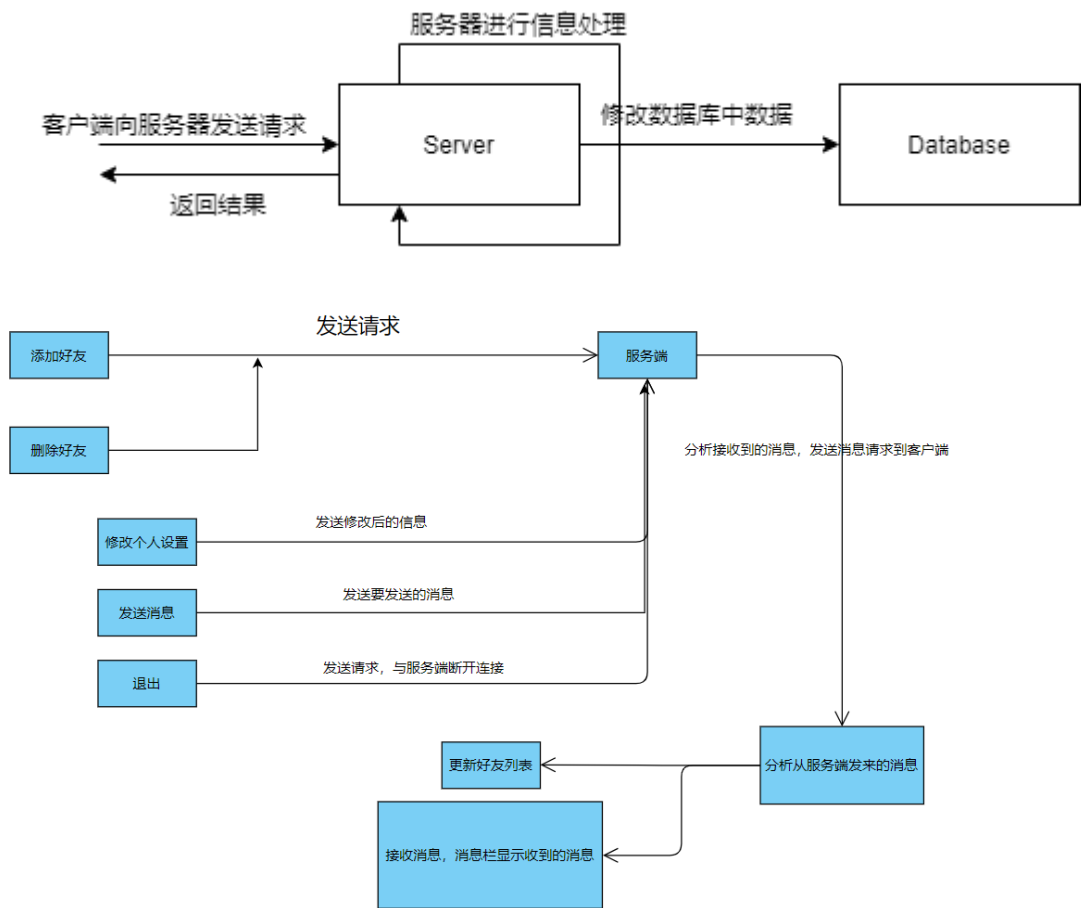 服务器进行信息处理
客户端向服务器发送请求
Server
修改数据库中数据
Database
返回结果
发送请求
添加好友
服务端
删除好友
分析接收到的消息，发送消息请求到客户端
发送修改后的信息
修改个人设置
发送要发送的消息
发送消息
发送请求，与服务端断开连接
退出
更新好友列表
分析从服务端发来的消息
接收消息，消息栏显示收到的消息